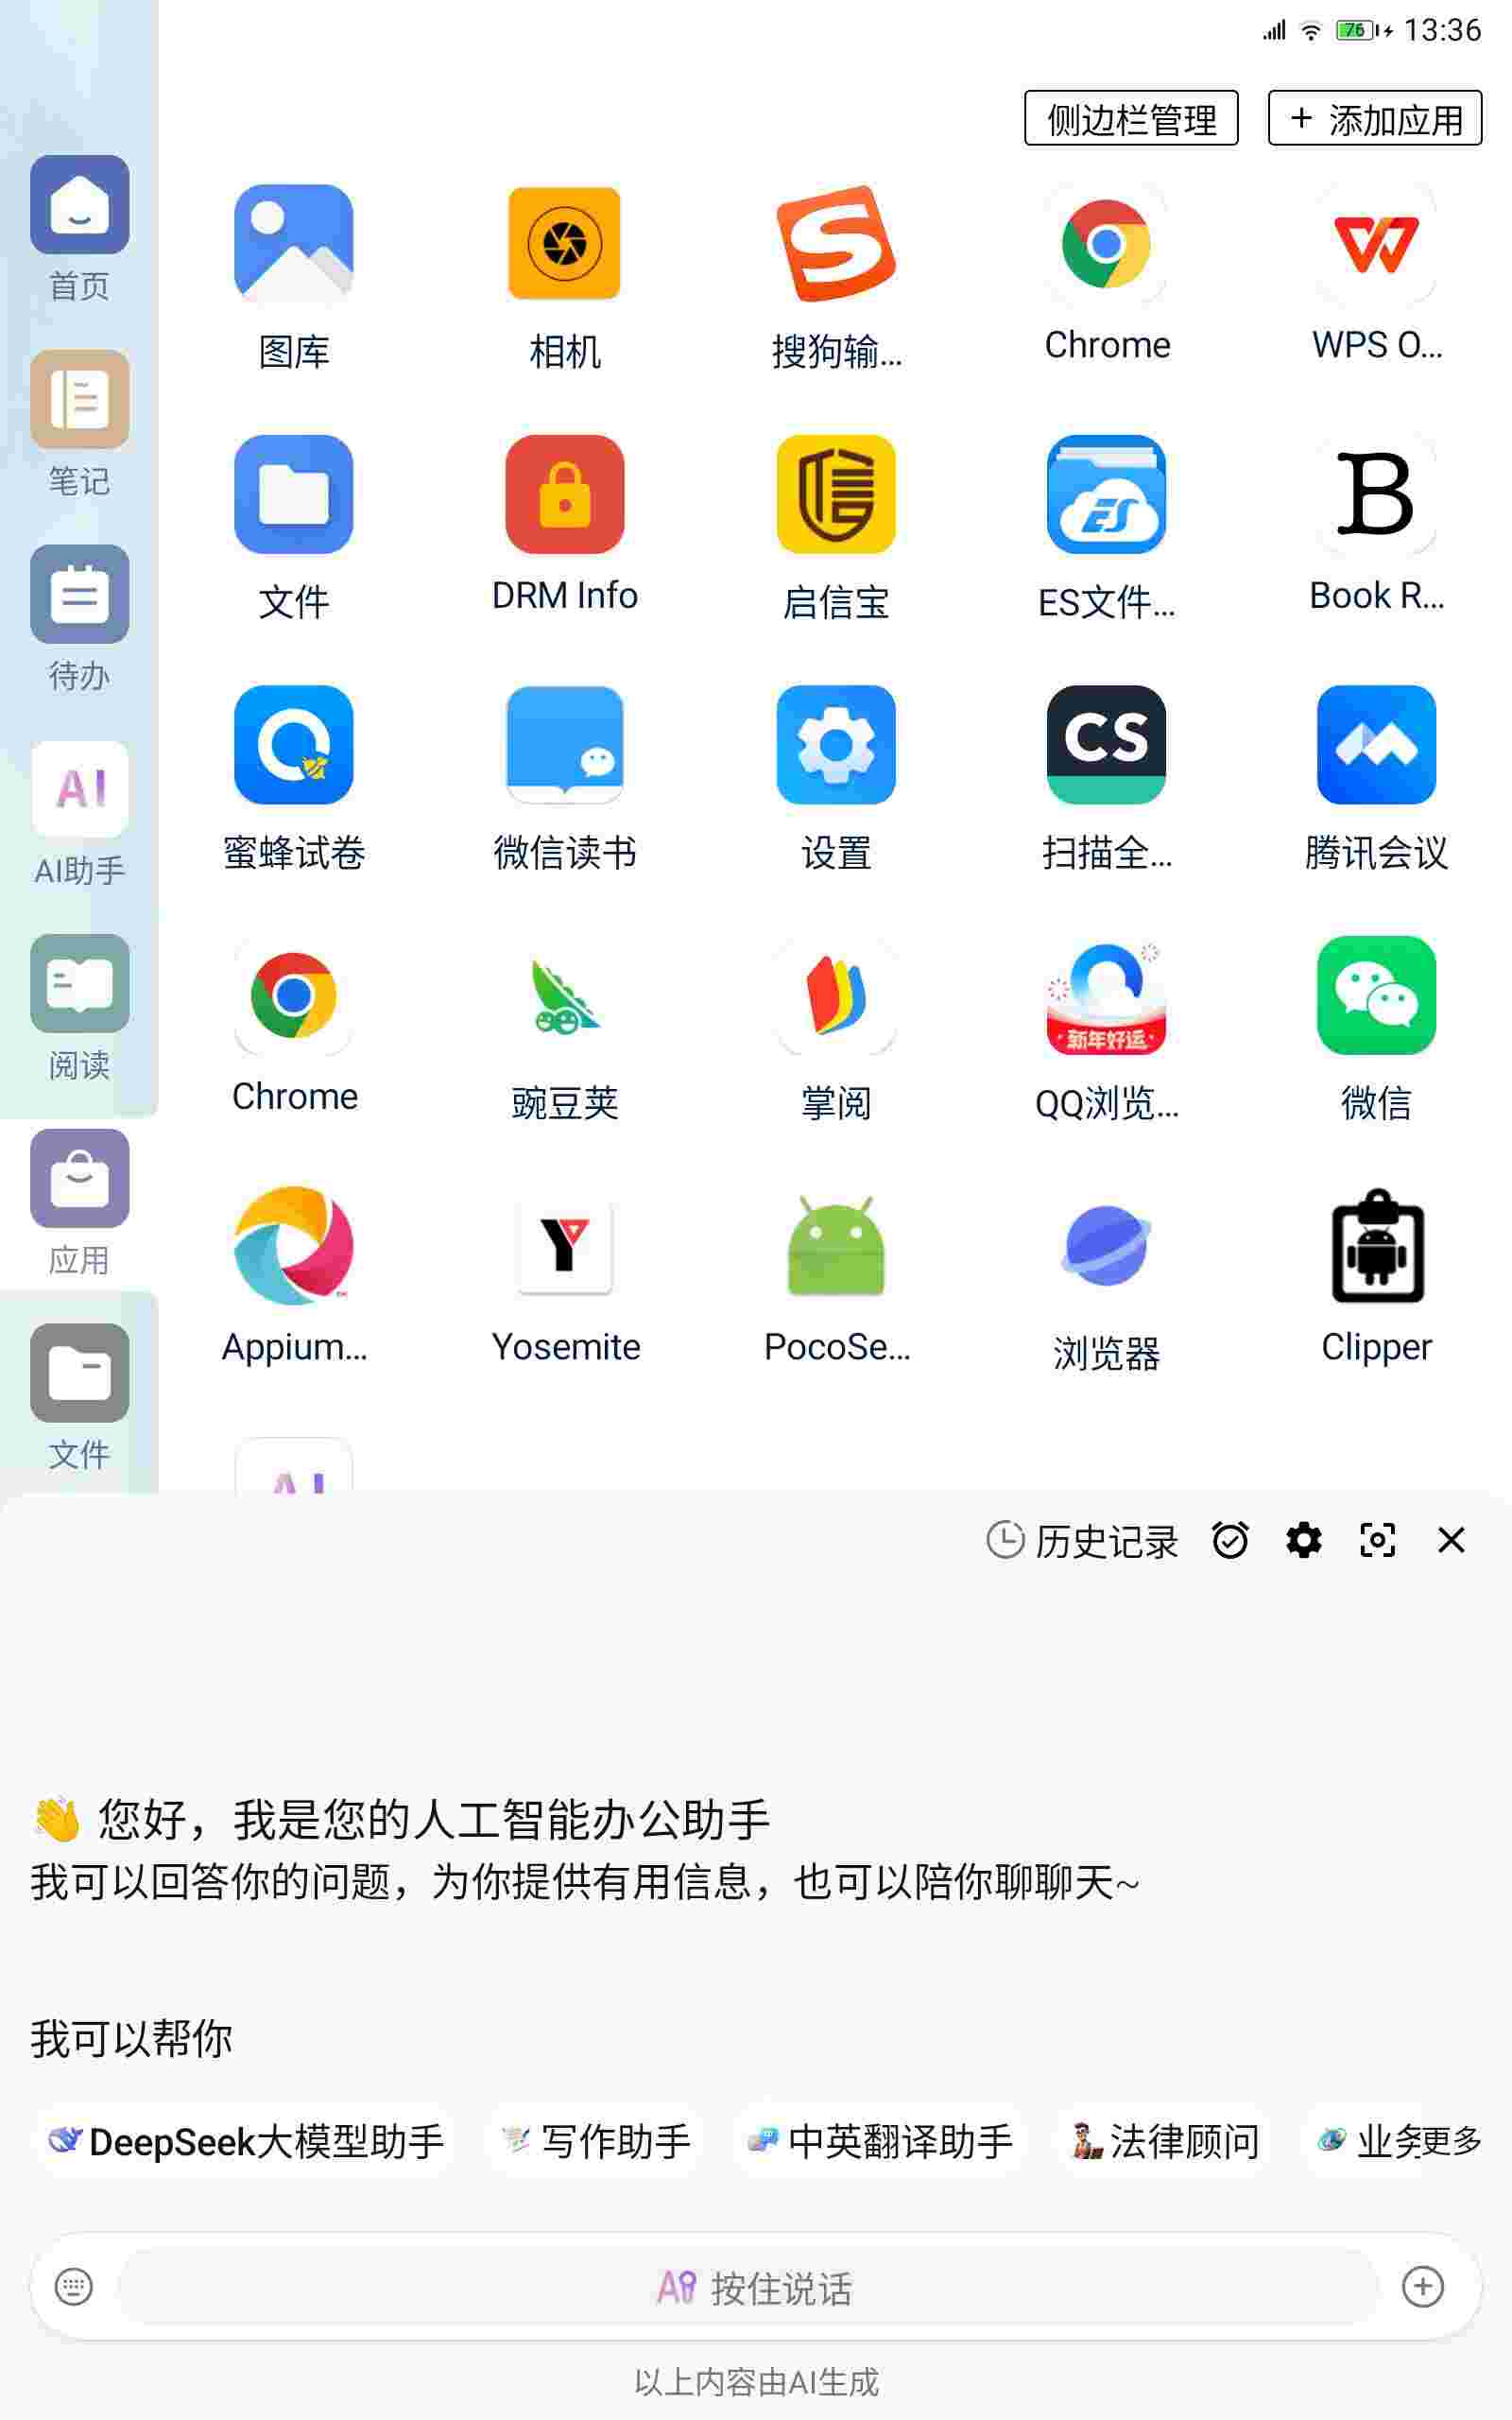 76 13:36
侧边栏管理 + 添加应用
首页
笔记
待办
AI
AI助手
阅读
应用
文件
图库 相机 搜狗输... Chrome WPS O...
信 ES B
文件 DRM Info 启信宝 ES文件... Book R...
CS
蜜蜂试卷 微信读书 设置 扫描全... 腾讯会议
新年好运
Chrome 豌豆荚 掌阅 QQ浏览... 微信
Appium... Yosemite PocoSe... 浏览器 Clipper
AI
历史记录
👋 您好，我是您的人工智能办公助手
我可以回答你的问题，为你提供有用信息，也可以陪你聊聊天~
我可以帮你
DeepSeek大模型助手 写作助手 中英翻译助手 法律顾问 业务更多
按住说话
以上内容由AI生成